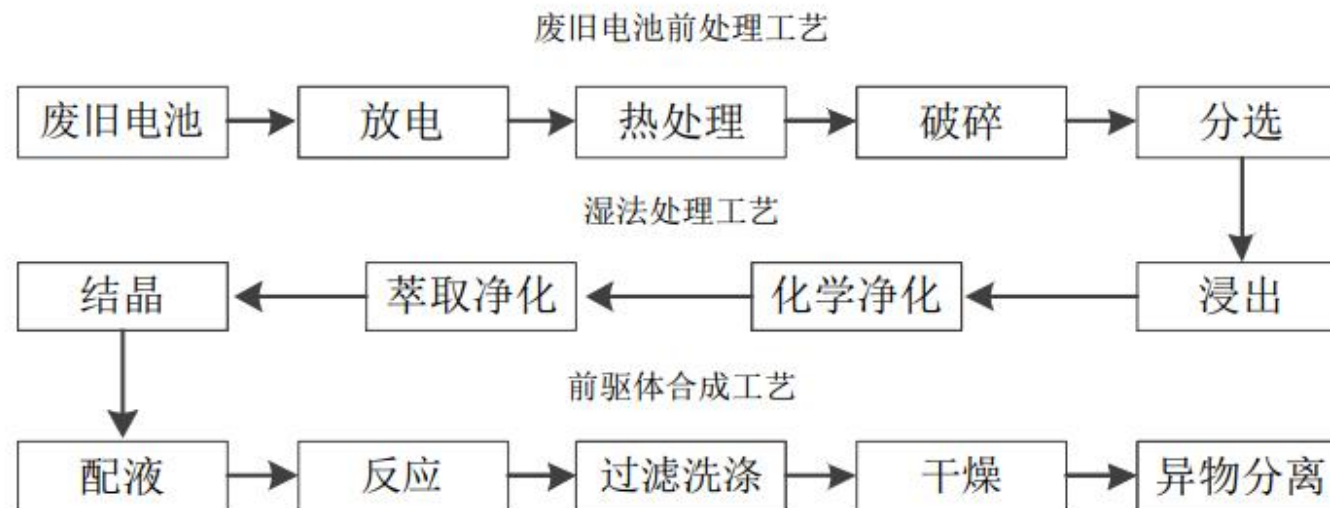 废旧电池前处理工艺
废旧电池 放电 热处理 破碎 分选
湿法处理工艺
结晶 萃取净化 化学净化 浸出
前驱体合成工艺
配液 反应 过滤洗涤 干燥 异物分离